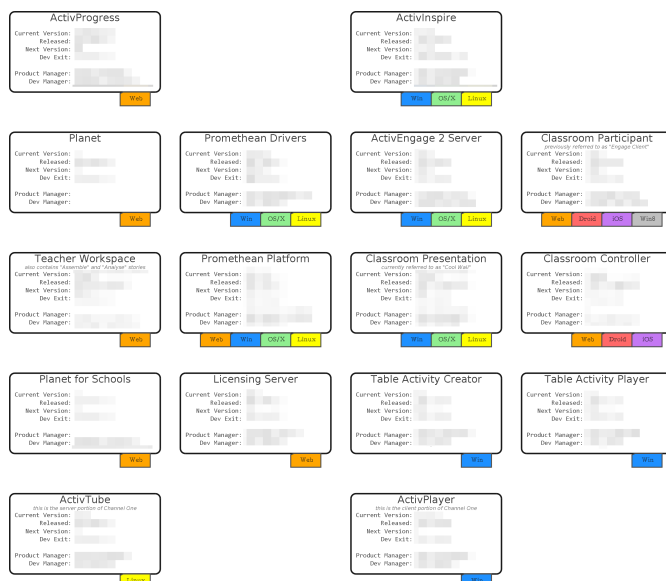 ActivProgress
Current Version:
Released:
Next Version:
Dev Exit:
Product Manager:
Dev Manager:
Web
ActivInspire
Current Version:
Released:
Next Version:
Dev Exit:
Product Manager:
Dev Manager:
Win OS/X Linux
Planet
Current Version:
Released:
Next Version:
Dev Exit:
Product Manager:
Dev Manager:
Web
Promethean Drivers
Current Version:
Released:
Next Version:
Dev Exit:
Product Manager:
Dev Manager:
Win OS/X Linux
ActivEngage 2 Server
Current Version:
Released:
Next Version:
Dev Exit:
Product Manager:
Dev Manager:
Win OS/X Linux
Classroom Participant
previously referred to as "Engage Client"
Current Version:
Released:
Next Version:
Dev Exit:
Product Manager:
Dev Manager:
Web Droid iOS Win8
Teacher Workspace
also contains "Assemble" and "Analyse" stories
Current Version:
Released:
Next Version:
Dev Exit:
Product Manager:
Dev Manager:
Web
Promethean Platform
Current Version:
Released:
Next Version:
Dev Exit:
Product Manager:
Dev Manager:
Web Win OS/X Linux
Classroom Presentation
currently referred to as "Cool Wall"
Current Version:
Released:
Next Version:
Dev Exit:
Product Manager:
Dev Manager:
Win OS/X Linux
Classroom Controller
Current Version:
Released:
Next Version:
Dev Exit:
Product Manager:
Dev Manager:
Web Droid iOS
Planet for Schools
Current Version:
Released:
Next Version:
Dev Exit:
Product Manager:
Dev Manager:
Web
Licensing Server
Current Version:
Released:
Next Version:
Dev Exit:
Product Manager:
Dev Manager:
Web
Table Activity Creator
Current Version:
Released:
Next Version:
Dev Exit:
Product Manager:
Dev Manager:
Win
Table Activity Player
Current Version:
Released:
Next Version:
Dev Exit:
Product Manager:
Dev Manager:
Win
ActivTube
this is the server portion of Channel One
Current Version:
Released:
Next Version:
Dev Exit:
Product Manager:
Dev Manager:
Linux
ActivPlayer
this is the client portion of Channel One
Current Version:
Released:
Next Version:
Dev Exit:
Product Manager:
Dev Manager:
Win